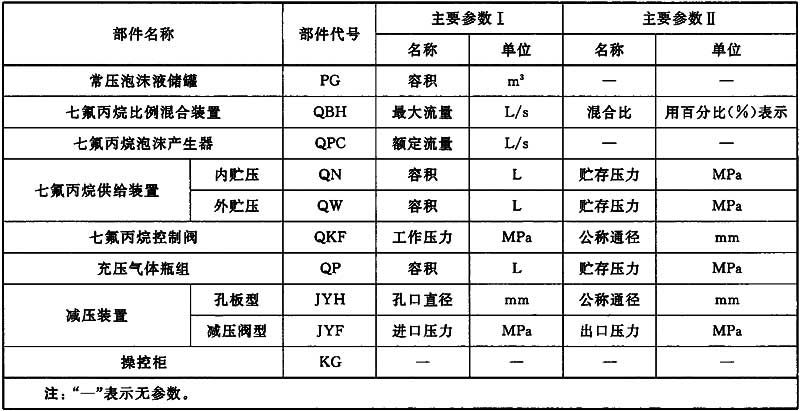 部件名称 部件代号 主要参数Ⅰ 主要参数Ⅱ
名称 单位 名称 单位
常压泡沫液储罐 PG 容积 m³ — —
七氟丙烷比例混合装置 QBH 最大流量 L/s 混合比 用百分比(%)表示
七氟丙烷泡沫产生器 QPC 额定流量 L/s — —
七氟丙烷供给装置 内贮压 QN 容积 L 贮存压力 MPa
外贮压 QW 容积 L 贮存压力 MPa
七氟丙烷控制阀 QKF 工作压力 MPa 公称通径 mm
充压气体瓶组 QP 容积 L 贮存压力 MPa
减压装置 孔板型 JYH 孔口直径 mm 公称通径 mm
减压阀型 JYF 进口压力 MPa 出口压力 MPa
操控柜 KG — — — —
注：“—”表示无参数。